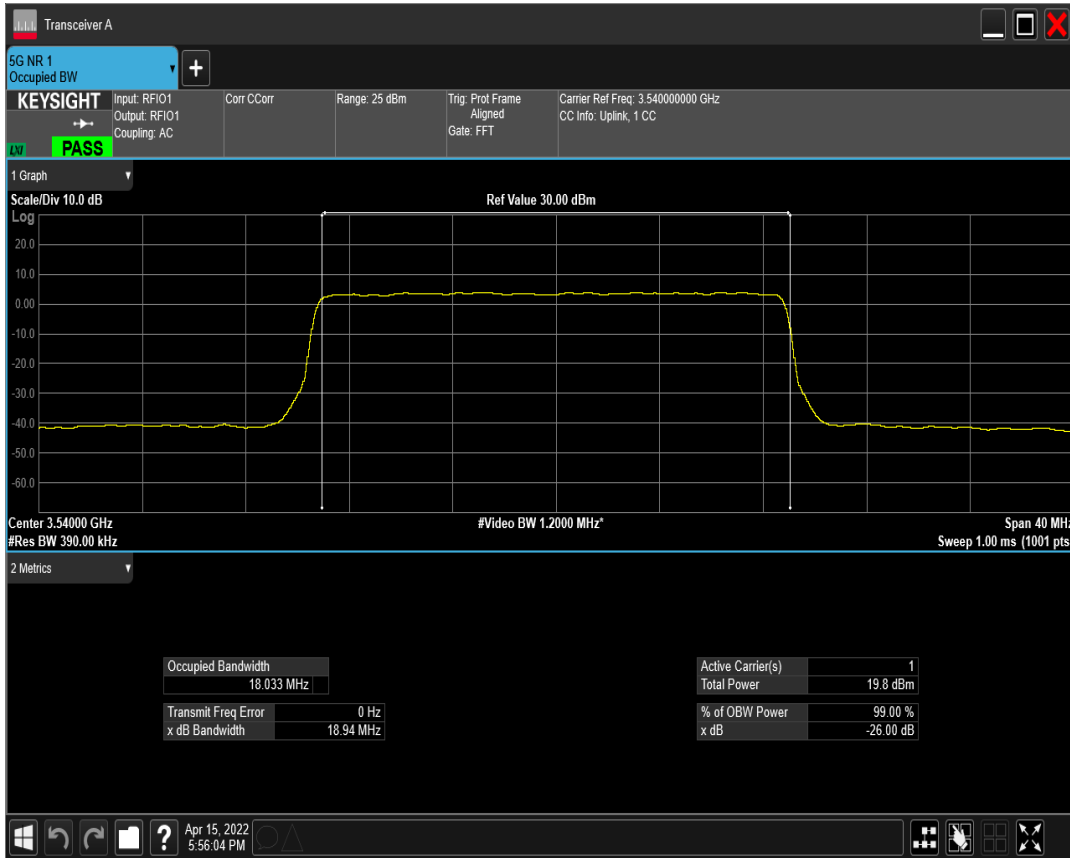 Transceiver A
5G NR 1
Occupied BW
+
KEYSIGHT
LXI
PASS
Input: RFIO1
Output: RFIO1
Coupling: AC
Corr CCorr
Range: 25 dBm
Trig: Prot Frame
Aligned
Gate: FFT
Carrier Ref Freq: 3.540000000 GHz
CC Info: Uplink, 1 CC
1 Graph
Scale/Div 10.0 dB
Ref Value 30.00 dBm
Log
20.0
10.0
0.00
-10.0
-20.0
-30.0
-40.0
-50.0
-60.0
Center 3.54000 GHz
#Video BW 1.2000 MHz*
Span 40 MHz
#Res BW 390.00 kHz
Sweep 1.00 ms (1001 pts
2 Metrics
Occupied Bandwidth
18.033 MHz
Transmit Freq Error 0 Hz
x dB Bandwidth 18.94 MHz
Active Carrier(s) 1
Total Power 19.8 dBm
% of OBW Power 99.00 %
x dB -26.00 dB
?
Apr 15, 2022
5:56:04 PM